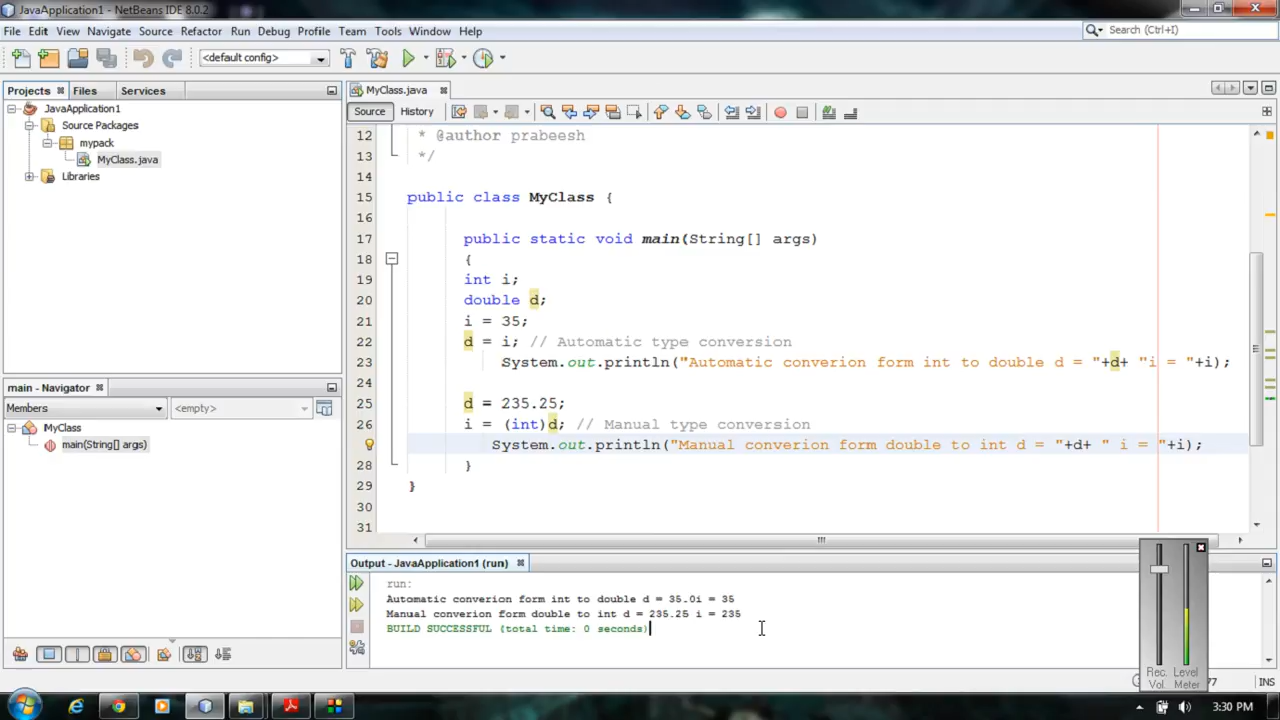 JavaApplication1 - NetBeans IDE 8.0.2
File Edit View Navigate Source Refactor Run Debug Profile Team Tools Window Help
Search (Ctrl+I)
<default config>
Projects Files Services
JavaApplication1
Source Packages
mypack
MyClass.java
Libraries
main - Navigator
Members <empty>
MyClass
main(String[] args)
MyClass.java
Source History
12 * @author prabeesh
13 */
14
15 public class MyClass {
16
17 public static void main(String[] args)
18 {
19 int i;
20 double d;
21 i = 35;
22 d = i; // Automatic type conversion
23 System.out.println("Automatic converion form int to double d = "+d+ "i = "+i);
24
25 d = 235.25;
26 i = (int)d; // Manual type conversion
System.out.println("Manual converion form double to int d = "+d+ " i = "+i);
28 }
29 }
30
31
Output - JavaApplication1 (run)
run:
Automatic converion form int to double d = 35.0i = 35
Manual converion form double to int d = 235.25 i = 235
BUILD SUCCESSFUL (total time: 0 seconds)
Rec. Level
Vol. Meter
77 INS
3:30 PM